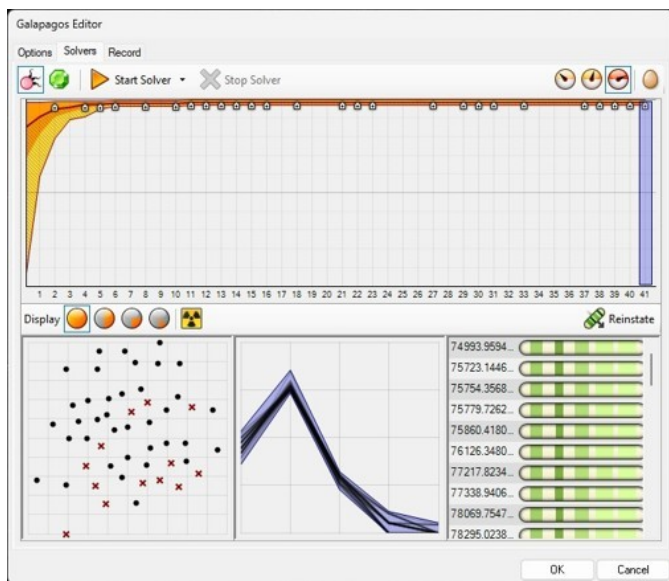 Galapagos Editor
Options Solvers Record
Start Solver Stop Solver
1 2 3 4 5 6 7 8 9 10 11 12 13 14 15 16 17 18 19 20 21 22 23 24 25 26 27 28 29 30 31 32 33 34 35 36 37 38 39 40 41
Display Reinstate
74993.9594...
75723.1446...
75754.3568...
75779.7262...
75860.4180...
76126.3480...
77217.8234...
77338.9406...
78069.7547...
78295.0238...
OK Cancel